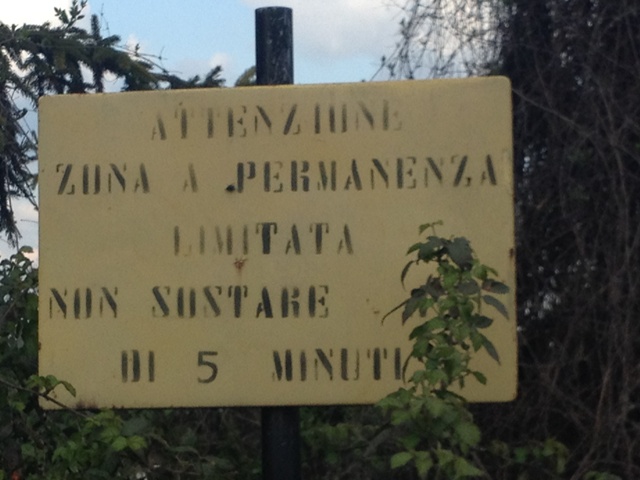 ATTENZIONE
ZONA A PERMANENZA
LIMITATA
NON SOSTARE
DI 5 MINUTI